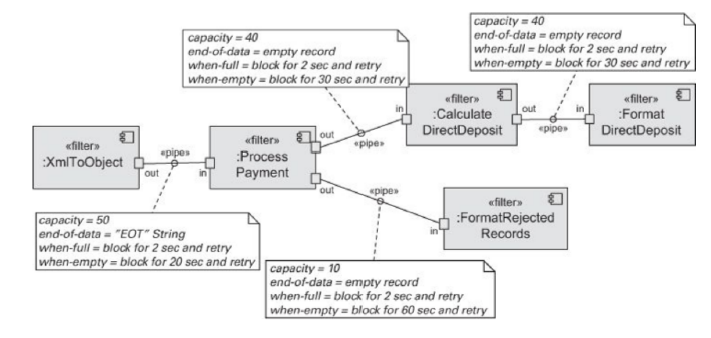 capacity = 40
end-of-data = empty record
when-full = block for 2 sec and retry
when-empty = block for 30 sec and retry
capacity = 40
end-of-data = empty record
when-full = block for 2 sec and retry
when-empty = block for 30 sec and retry
«filter»
:XmlToObject
out
«pipe»
in
«filter»
:Process
Payment
out
«pipe»
in
«filter»
:Calculate
DirectDeposit
out
«pipe»
in
«filter»
:Format
DirectDeposit
out
«pipe»
in
«filter»
:FormatRejected
Records
capacity = 50
end-of-data = "EOT" String
when-full = block for 2 sec and retry
when-empty = block for 20 sec and retry
capacity = 10
end-of-data = empty record
when-full = block for 2 sec and retry
when-empty = block for 60 sec and retry